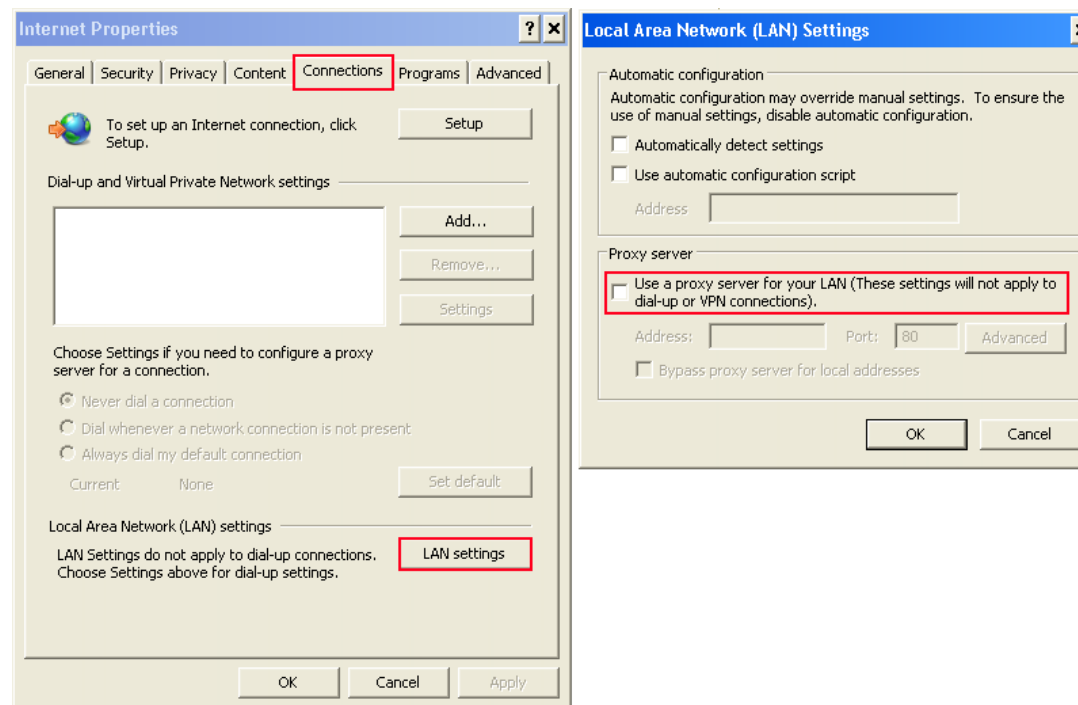 Internet Properties
General Security Privacy Content Connections Programs Advanced
To set up an Internet connection, click
Setup.
Setup
Dial-up and Virtual Private Network settings
Add...
Remove...
Settings
Choose Settings if you need to configure a proxy
server for a connection.
Never dial a connection
Dial whenever a network connection is not present
Always dial my default connection
Current None
Set default
Local Area Network (LAN) settings
LAN Settings do not apply to dial-up connections.
Choose Settings above for dial-up settings.
LAN settings
OK Cancel Apply
Local Area Network (LAN) Settings
Automatic configuration
Automatic configuration may override manual settings. To ensure the
use of manual settings, disable automatic configuration.
Automatically detect settings
Use automatic configuration script
Address
Proxy server
Use a proxy server for your LAN (These settings will not apply to
dial-up or VPN connections).
Address: Port: 80 Advanced
Bypass proxy server for local addresses
OK Cancel